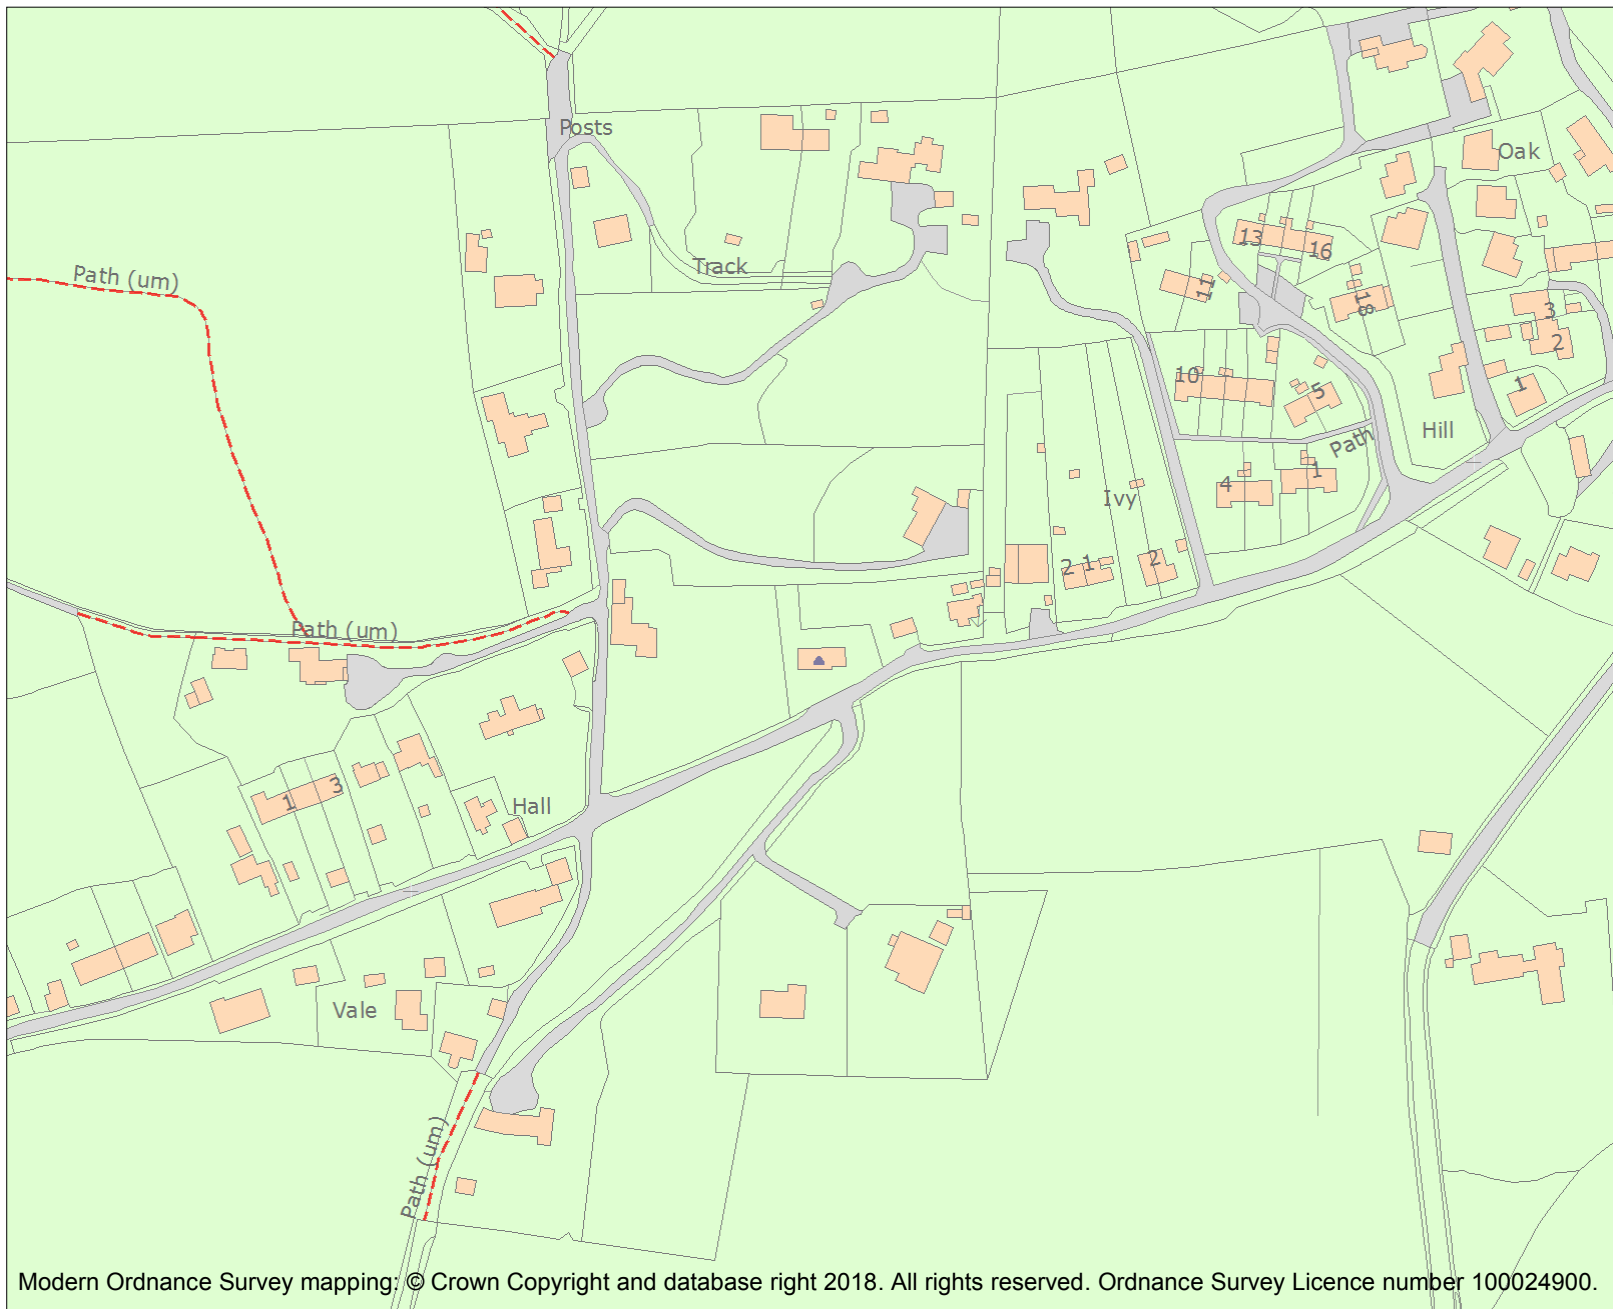 Posts
Oak
13
16
Track
Path (um)
11
18
3
2
10
5
1
Path
Hill
1
4
Ivy
2 1
2
Path (um)
1 3
Hall
Vale
Path (um)
Modern Ordnance Survey mapping: © Crown Copyright and database right 2018. All rights reserved. Ordnance Survey Licence number 100024900.